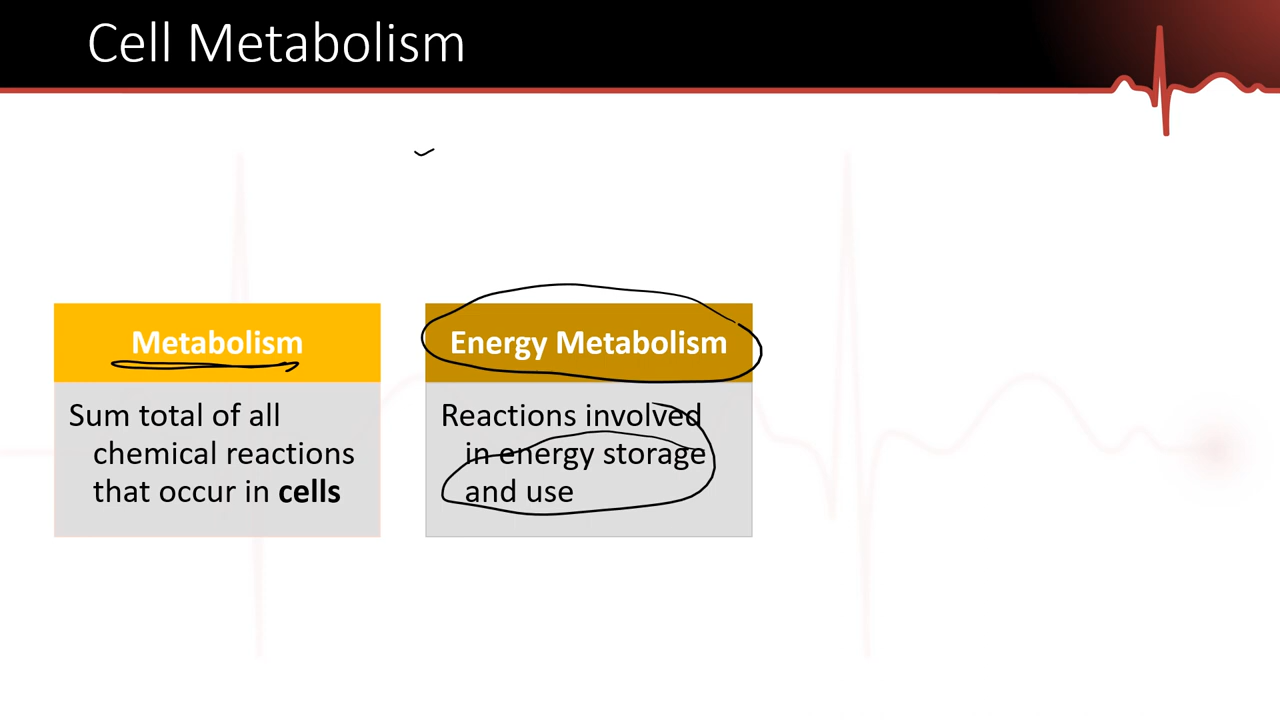 Cell Metabolism
Metabolism
Sum total of all
chemical reactions
that occur in cells
Energy Metabolism
Reactions involved
in energy storage
and use